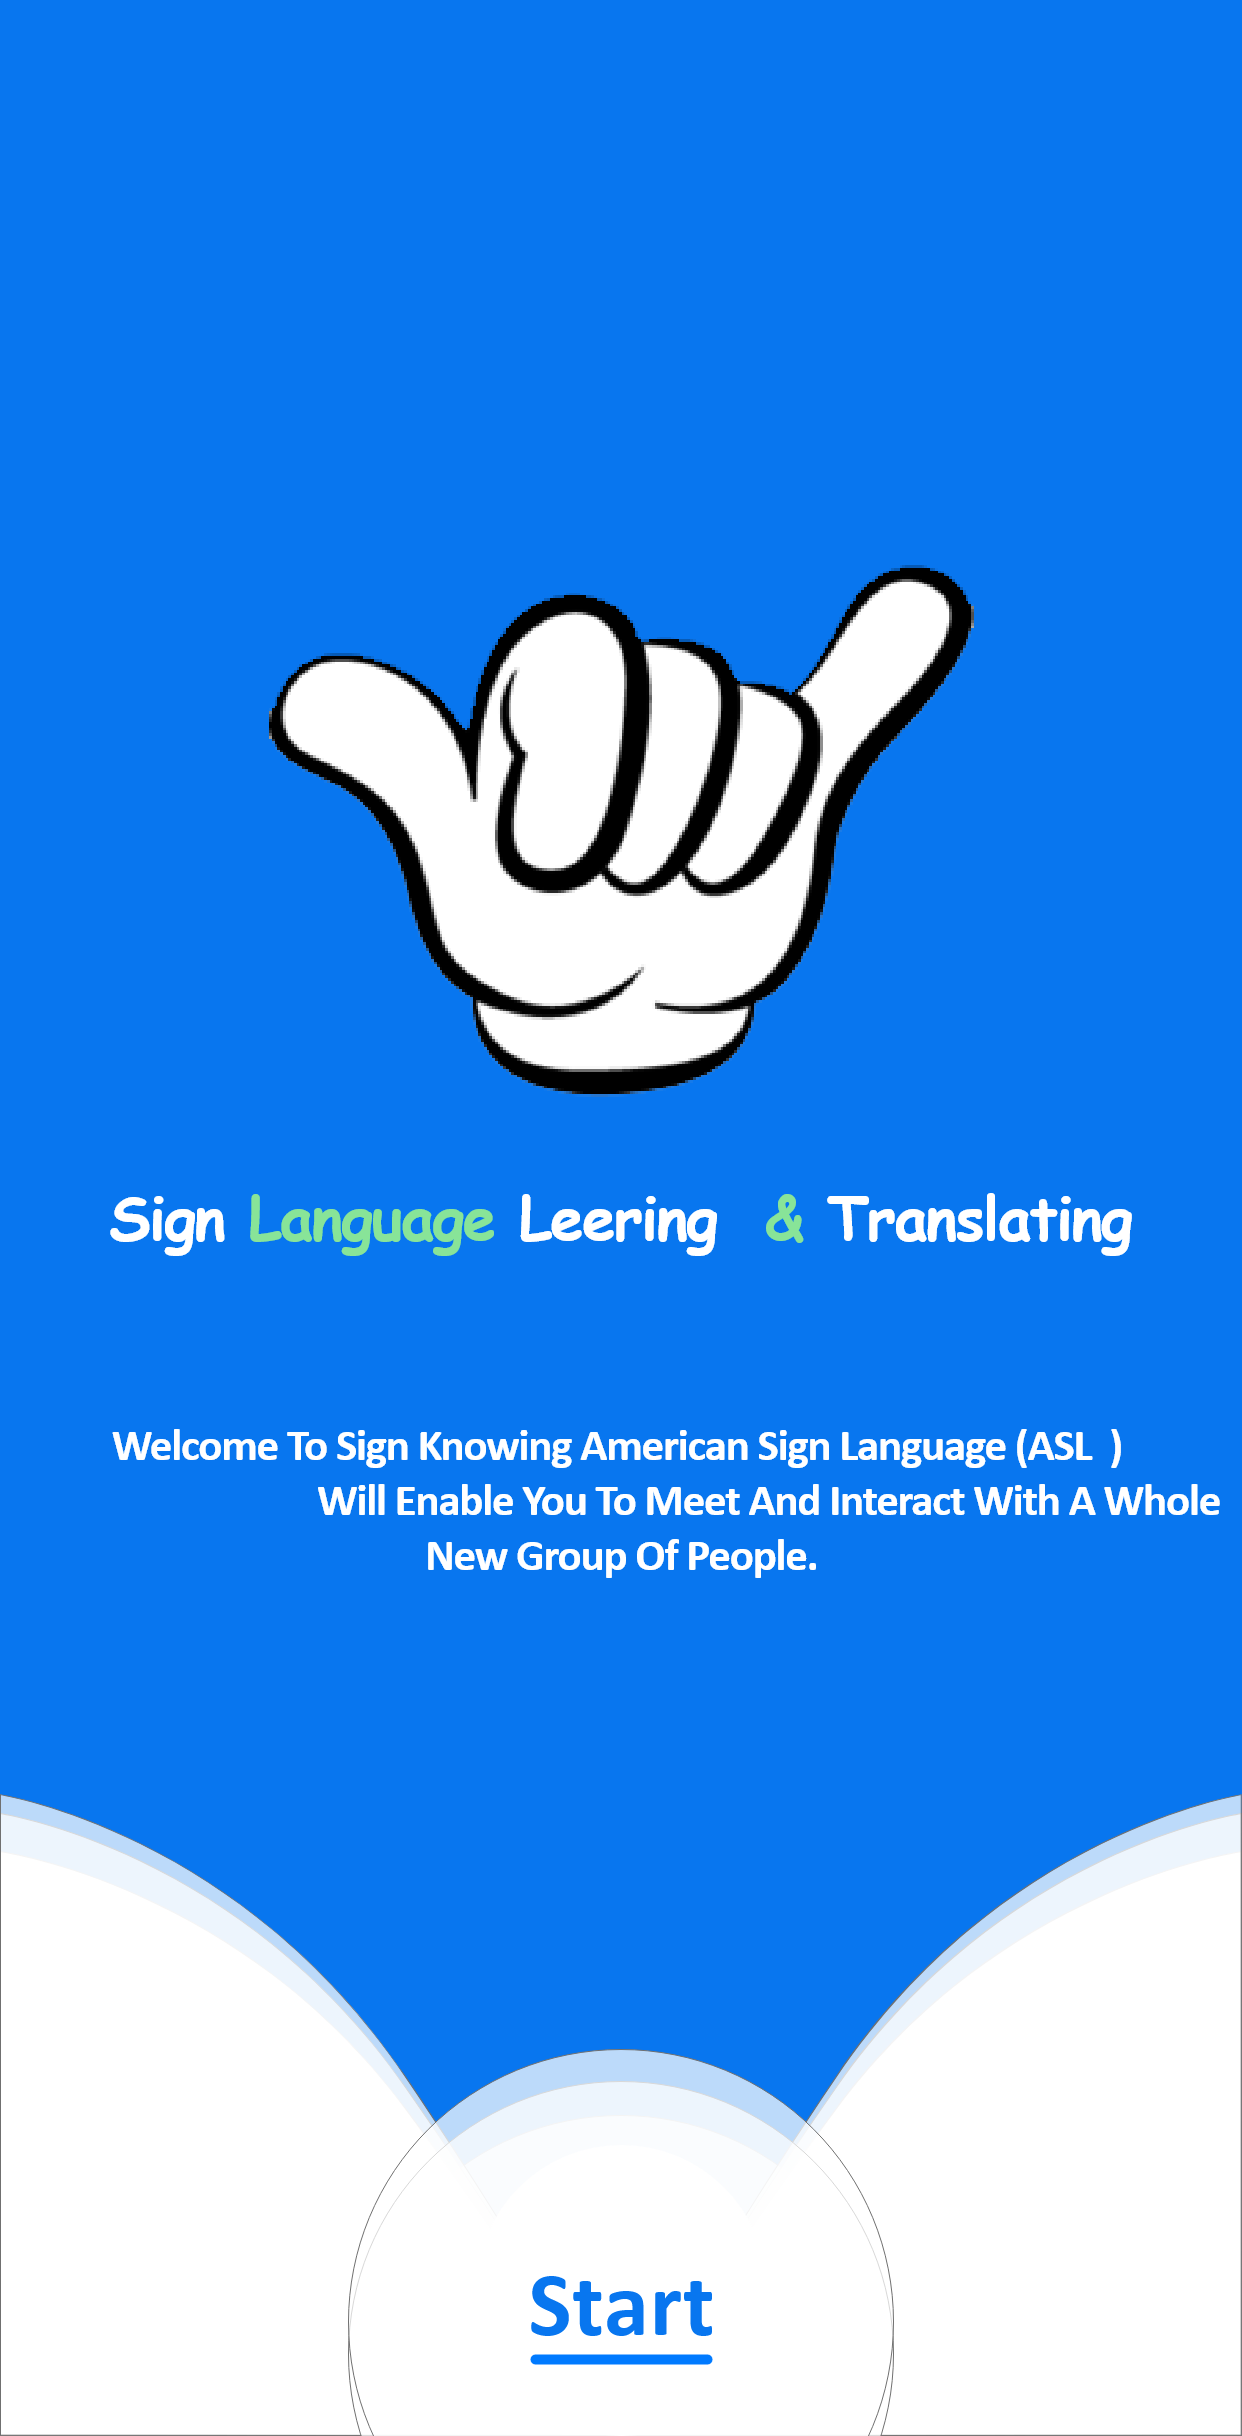 Sign Language Leering & Translating
Welcome To Sign Knowing American Sign Language (ASL )
Will Enable You To Meet And Interact With A Whole
New Group Of People.
Start